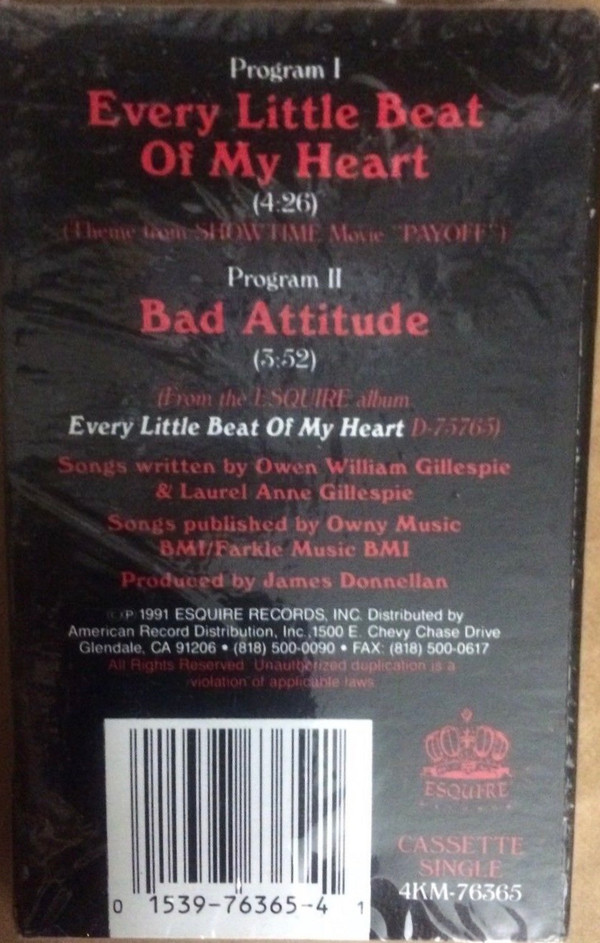 Program I
Every Little Beat
Of My Heart
(4:26)
(Theme from SHOWTIME Movie "PAYOFF")
Program II
Bad Attitude
(3:52)
(From the ESQUIRE album
Every Little Beat Of My Heart D-75765)
Songs written by Owen William Gillespie
& Laurel Anne Gillespie
Songs published by Owny Music
BMI/Farkle Music BMI
Produced by James Donnellan
©℗ 1991 ESQUIRE RECORDS, INC. Distributed by
American Record Distribution, Inc., 1500 E. Chevy Chase Drive
Glendale, CA 91206 • (818) 500-0090 • FAX: (818) 500-0617
All Rights Reserved. Unauthorized duplication is a
violation of applicable laws.
ESQUIRE
CASSETTE
SINGLE
4KM-76365
0 1539-76365-4 1